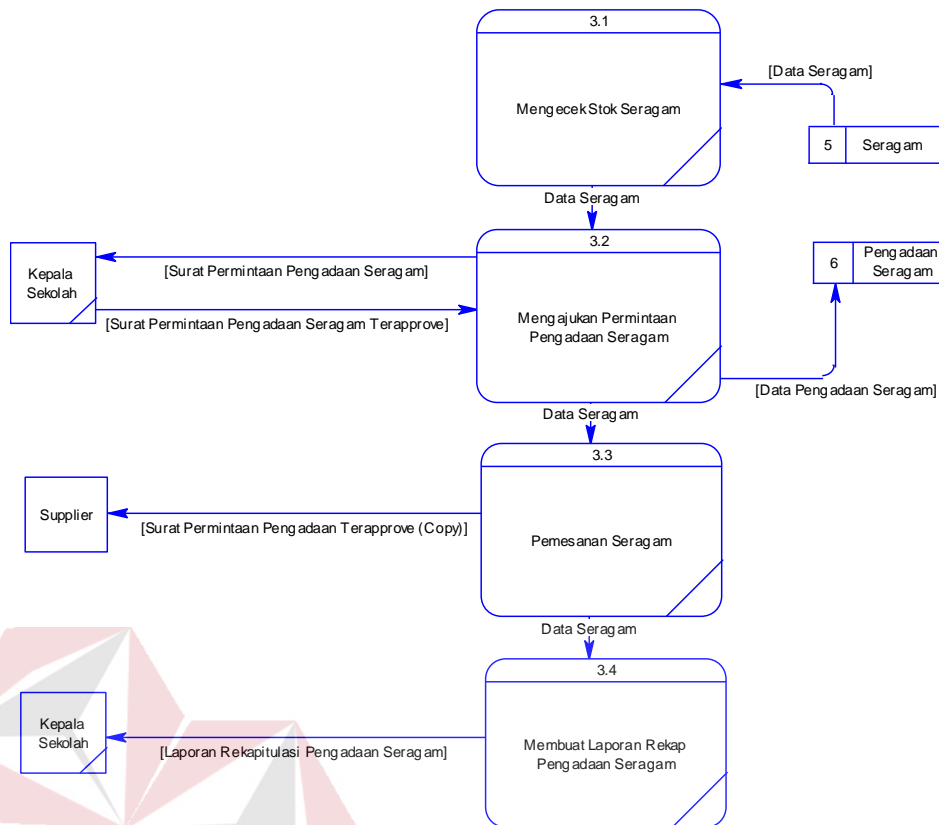 3.1
[Data Seragam]
Mengecek Stok Seragam
5
Seragam
Data Seragam
3.2
Kepala
Sekolah
[Surat Permintaan Pengadaan Seragam]
6
Pengadaan
Seragam
[Surat Permintaan Pengadaan Seragam Terapprove]
Mengajukan Permintaan
Pengadaan Seragam
[Data Pengadaan Seragam]
Data Seragam
3.3
Supplier
[Surat Permintaan Pengadaan Terapprove (Copy)]
Pemesanan Seragam
Data Seragam
3.4
Kepala
Sekolah
[Laporan Rekapitulasi Pengadaan Seragam]
Membuat Laporan Rekap
Pengadaan Seragam